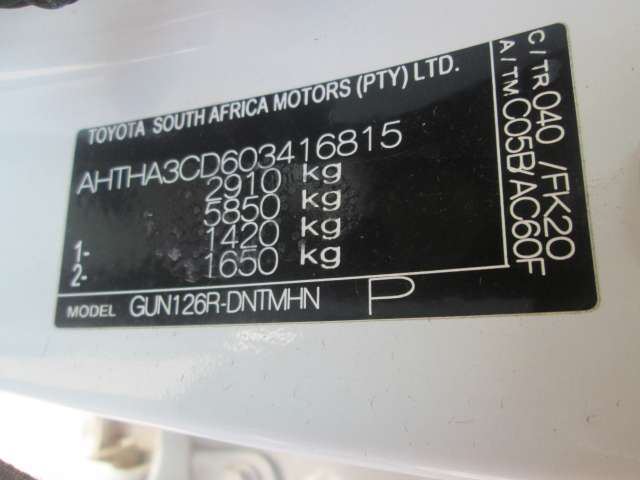 TOYOTA SOUTH AFRICA MOTORS (PTY) LTD.
AHTHA3CD603416815
2910 kg
5850 kg
1- 1420 kg
2- 1650 kg
MODEL GUN126R-DNTMHN P
C/TR 040 /FK20
A/TM C05B/AC60F